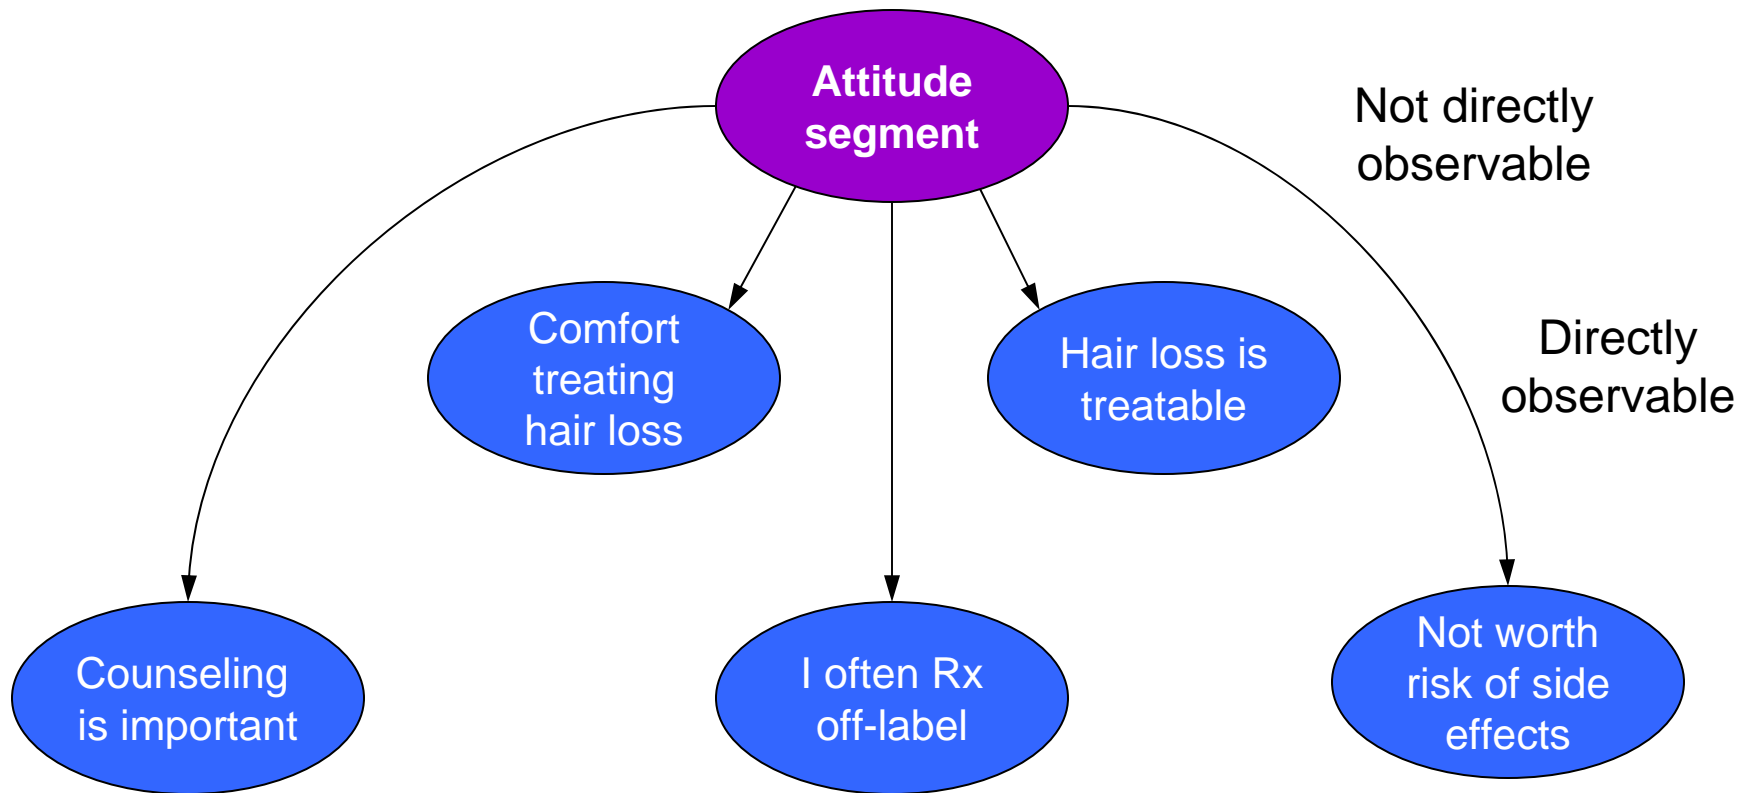 Attitude
segment
Not directly
observable
Comfort
treating
hair loss
Hair loss is
treatable
Directly
observable
Counseling
is important
I often Rx
off-label
Not worth
risk of side
effects